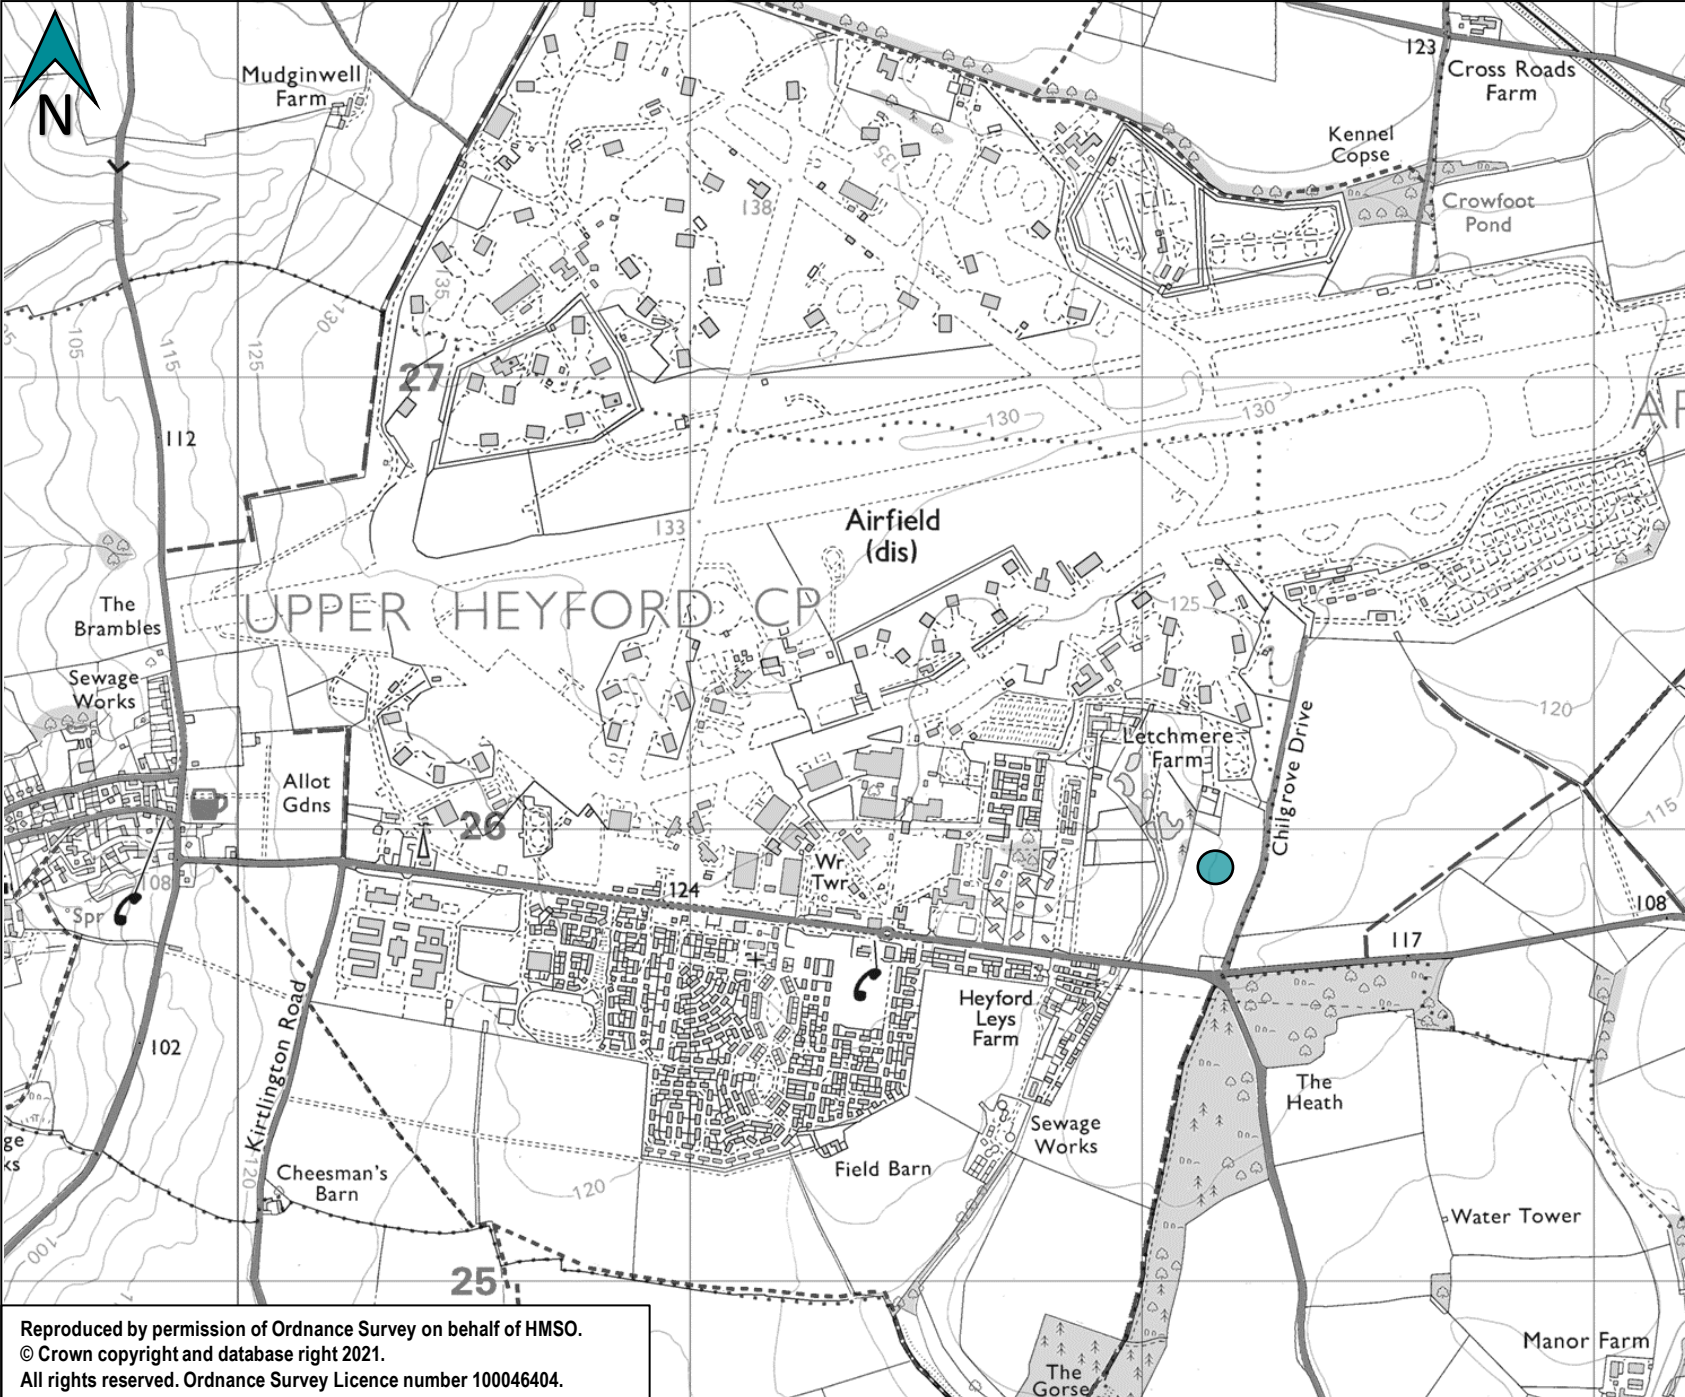 N
Mudginwell
Farm
123
Cross Roads
Farm
Kennel
Copse
Crowfoot
Pond
135
138
135
130
105
115
125
27
112
130
130
133
Airfield
(dis)
UPPER HEYFORD CP
The
Brambles
125
Sewage
Works
120
Letchmere
Farm
Chilgrove Drive
Allot
Gdns
26
115
Wr
Twr
108
124
108
Spr
117
Heyford
Leys
Farm
102
Kirtlington Road
The
Heath
Sewage
Works
Cheesman's
Barn
120
Field Barn
120
Water Tower
100
25
Manor Farm
The
Gorse
Reproduced by permission of Ordnance Survey on behalf of HMSO.
© Crown copyright and database right 2021.
All rights reserved. Ordnance Survey Licence number 100046404.